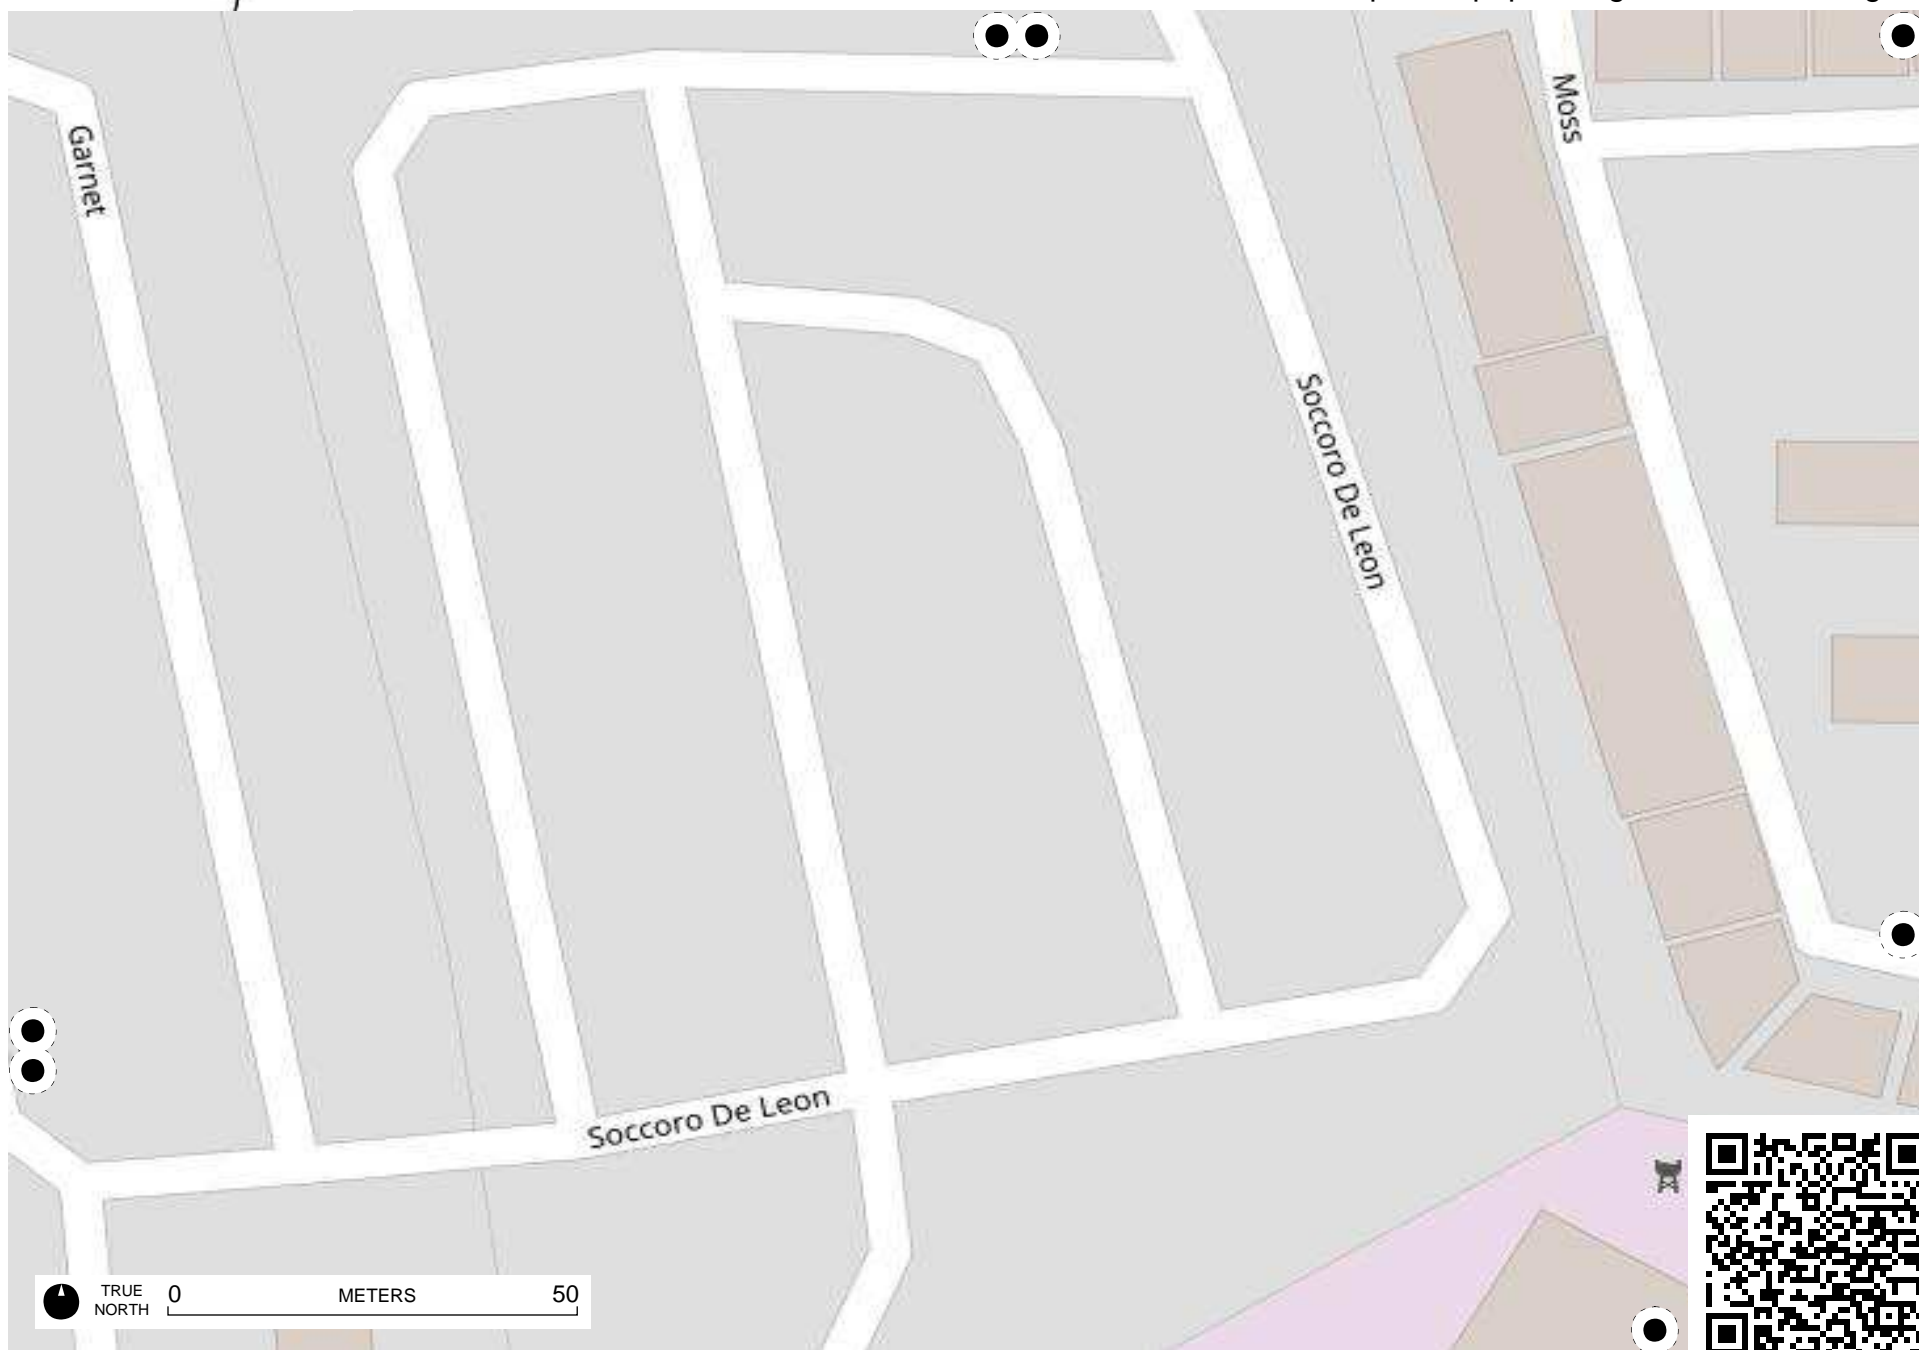 Moss
Garnet
Soccoro De Leon
Soccoro De Leon
TRUE NORTH
0 METERS 50